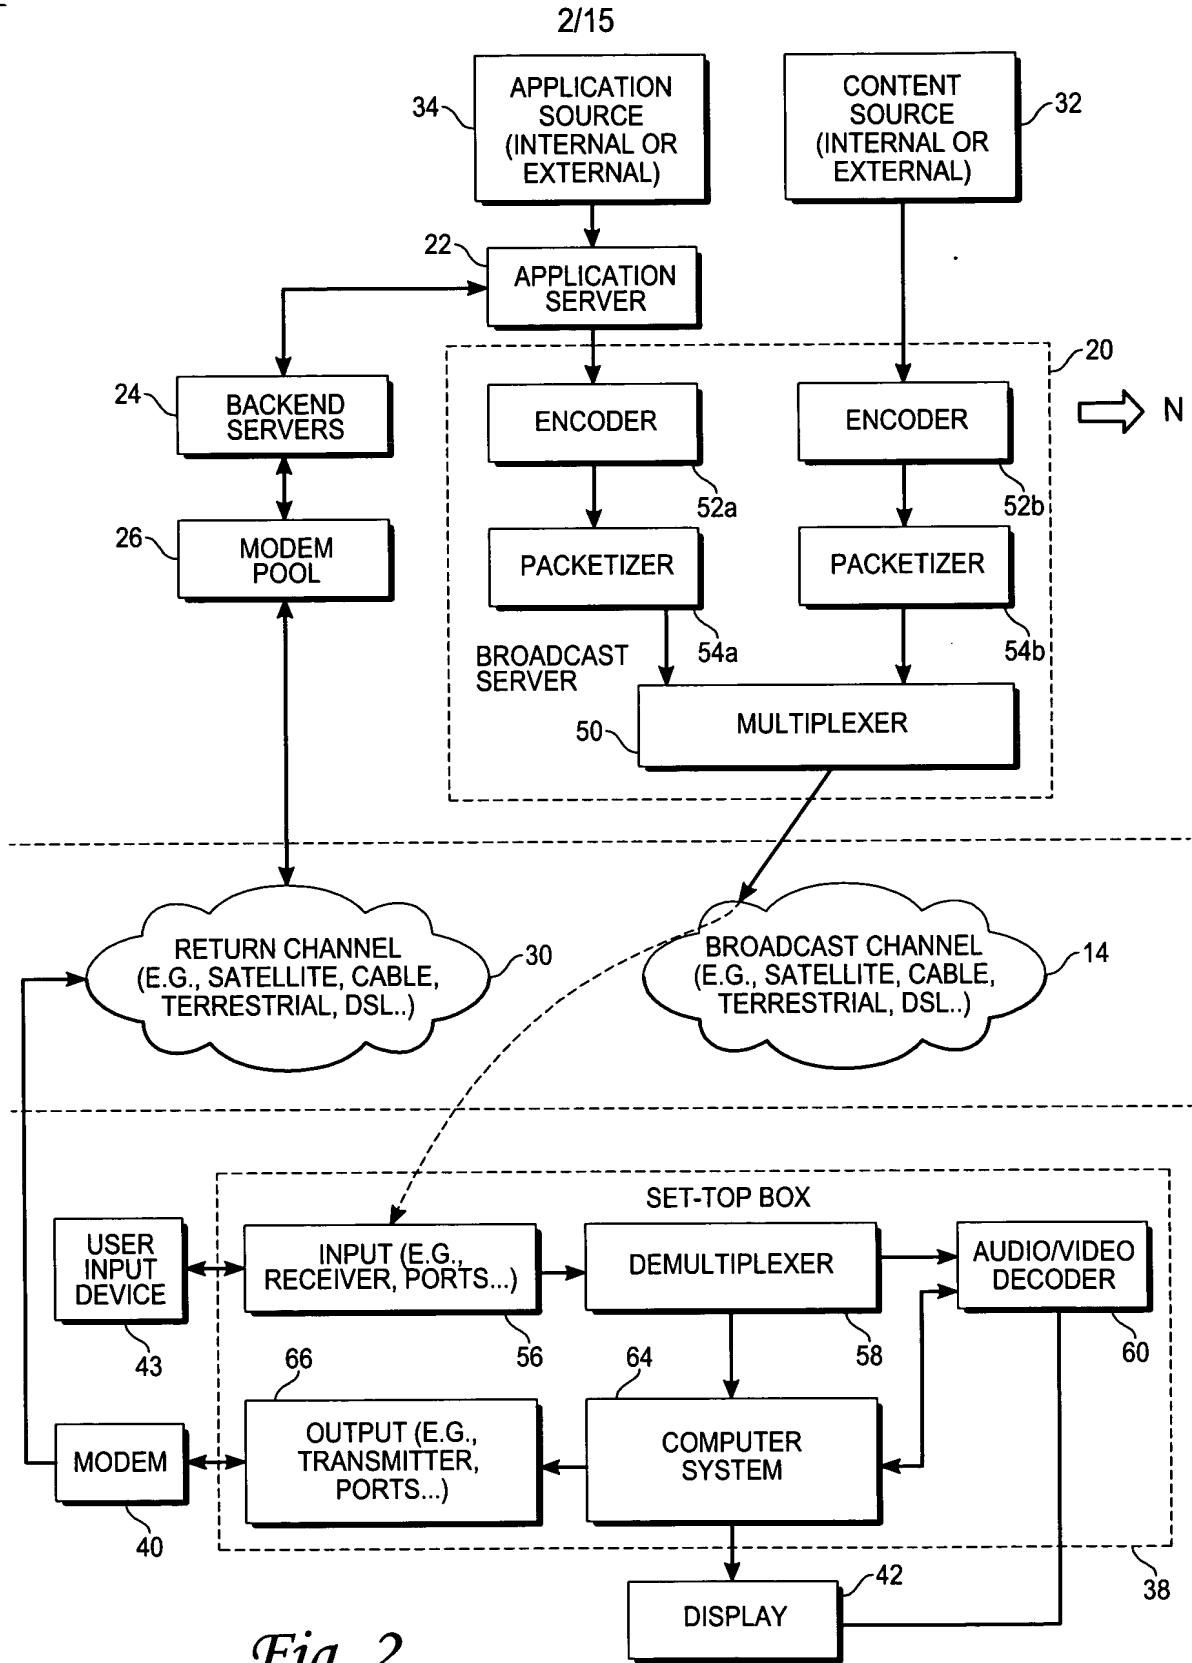 2/15
APPLICATION
SOURCE
(INTERNAL OR
EXTERNAL)
34
CONTENT
SOURCE
(INTERNAL OR
EXTERNAL)
32
22
APPLICATION
SERVER
20
24
BACKEND
SERVERS
ENCODER
ENCODER
N
52a
52b
26
MODEM
POOL
PACKETIZER
PACKETIZER
54a
54b
BROADCAST
SERVER
50
MULTIPLEXER
RETURN CHANNEL
(E.G., SATELLITE, CABLE,
TERRESTRIAL, DSL..)
30
BROADCAST CHANNEL
(E.G., SATELLITE, CABLE,
TERRESTRIAL, DSL..)
14
SET-TOP BOX
USER
INPUT
DEVICE
INPUT (E.G.,
RECEIVER, PORTS...)
DEMULTIPLEXER
AUDIO/VIDEO
DECODER
43
56
58
60
66
64
MODEM
OUTPUT (E.G.,
TRANSMITTER,
PORTS...)
COMPUTER
SYSTEM
40
38
42
DISPLAY
Fig. 2